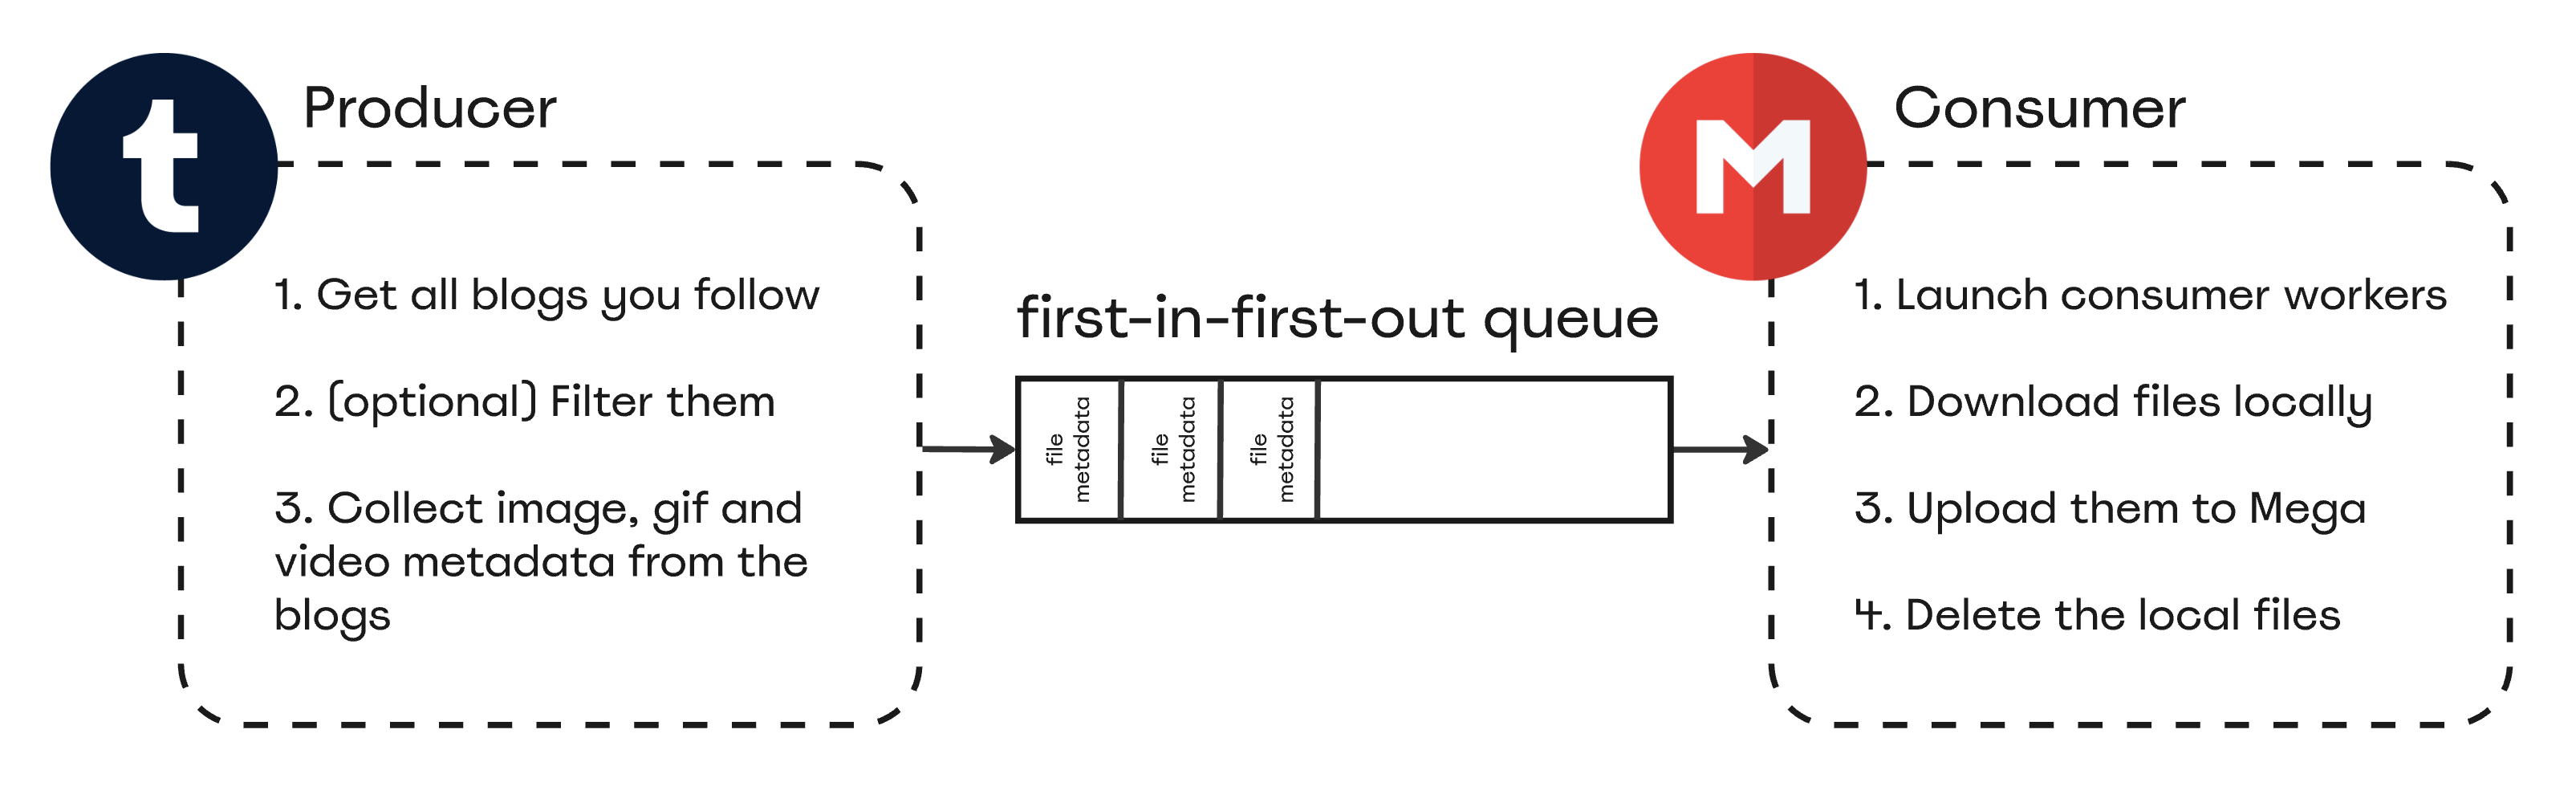 t
Producer
1. Get all blogs you follow
2. (optional) Filter them
3. Collect image, gif and
video metadata from the
blogs
first-in-first-out queue
file
metadata
file
metadata
file
metadata
M
Consumer
1. Launch consumer workers
2. Download files locally
3. Upload them to Mega
4. Delete the local files